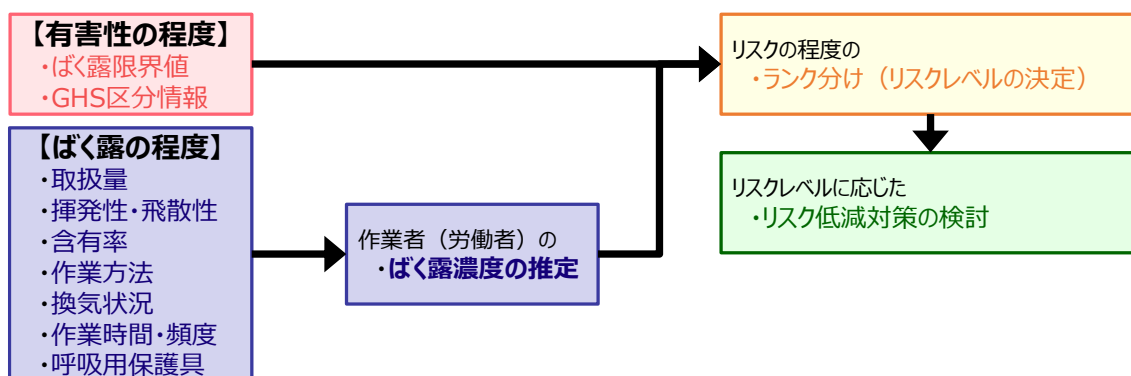 【有害性の程度】
・ばく露限界値
・GHS区分情報
【ばく露の程度】
・取扱量
・揮発性・飛散性
・含有率
・作業方法
・換気状況
・作業時間・頻度
・呼吸用保護具
作業者（労働者）の
・ばく露濃度の推定
リスクの程度の
・ランク分け（リスクレベルの決定）
リスクレベルに応じた
・リスク低減対策の検討